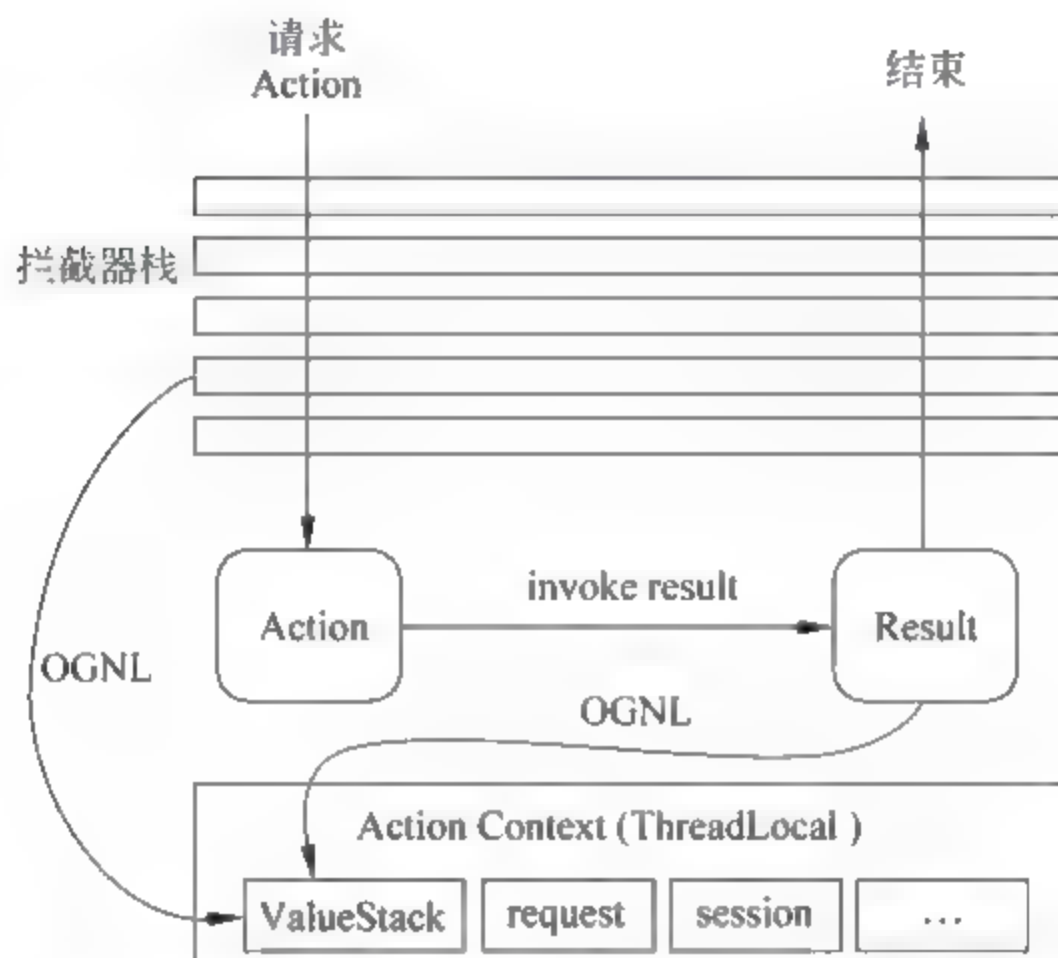 请求
Action
结束
拦截器栈
Action
invoke result
Result
OGNL
OGNL
Action Context (ThreadLocal )
ValueStack
request
session
…